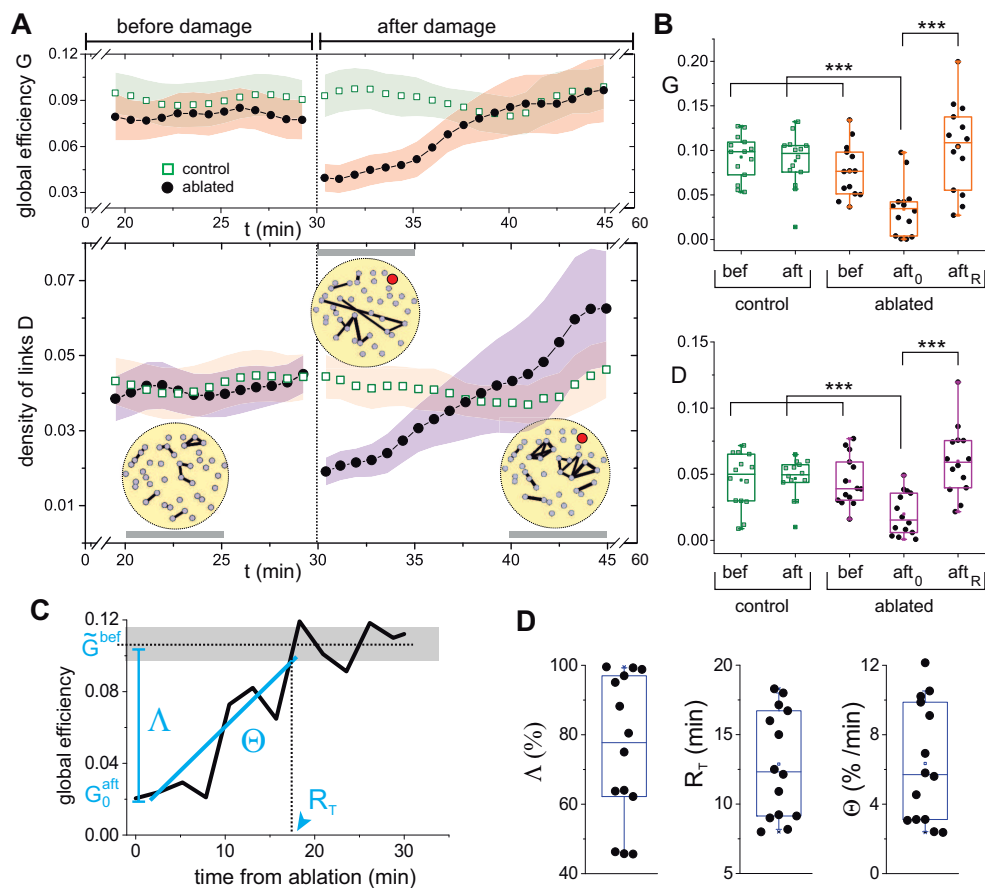 A
before damage
after damage
global efficiency G
0.12
0.09
0.06
0.03
control
ablated
0 20 25 30 35 40 45 60
t (min)
density of links D
0.07
0.05
0.03
0.01
0 20 25 30 35 40 45 60
t (min)
B
G
***
***
0.20
0.15
0.10
0.05
0.00
bef aft bef aft0 aftR
control ablated
D
***
***
0.15
0.10
0.05
0.00
bef aft bef aft0 aftR
control ablated
C
global efficiency
0.12
0.08
0.04
0.00
G̃bef
G0aft
Λ
Θ
RT
0 10 20 30
time from ablation (min)
D
Λ (%)
100
80
60
40
RT (min)
20
15
10
5
Θ (% /min)
12
8
4
0